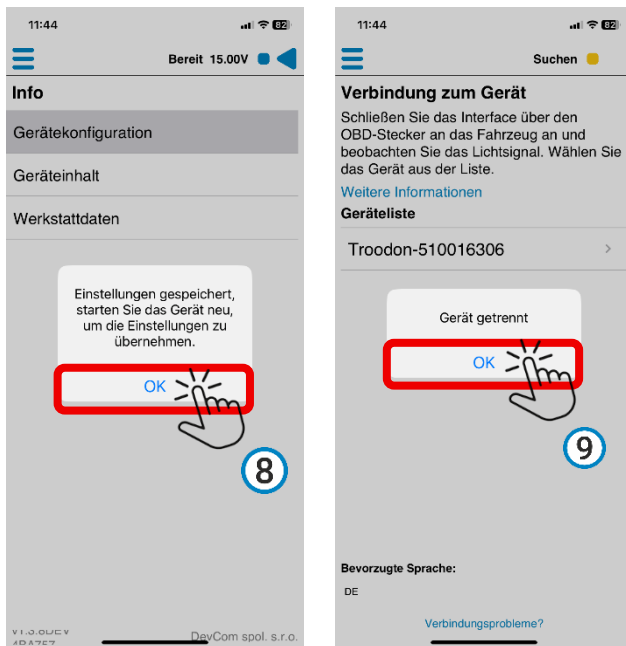 11:44
82
Bereit 15.00V
Info
Gerätekonfiguration
Geräteinhalt
Werkstattdaten
Einstellungen gespeichert,
starten Sie das Gerät neu,
um die Einstellungen zu
übernehmen.
OK
8
DevCom spol. s.r.o.
11:44
82
Suchen
Verbindung zum Gerät
Schließen Sie das Interface über den
OBD-Stecker an das Fahrzeug an und
beobachten Sie das Lichtsignal. Wählen Sie
das Gerät aus der Liste.
Weitere Informationen
Geräteliste
Troodon-510016306
Gerät getrennt
OK
9
Bevorzugte Sprache:
DE
Verbindungsprobleme?